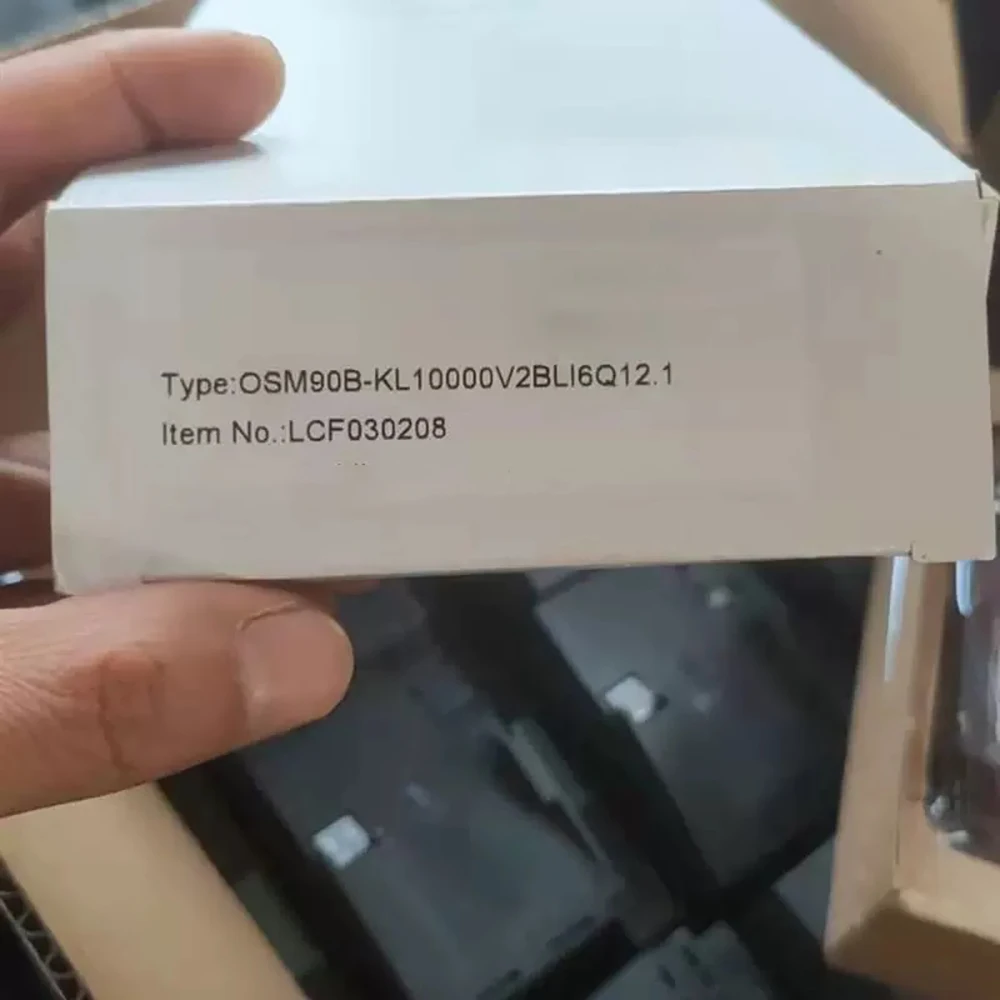 Type:OSM90B-KL10000V2BLI6Q12.1
Item No.:LCF030208